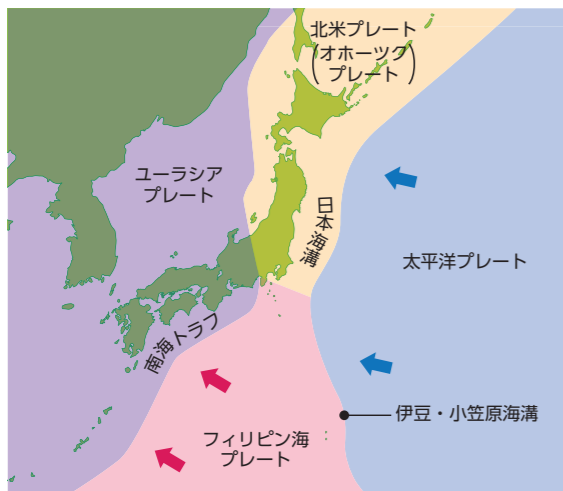 北米プレート
(オホーツク
プレート)
ユーラシア
プレート
日本海溝
太平洋プレート
南海トラフ
伊豆・小笠原海溝
フィリピン海
プレート